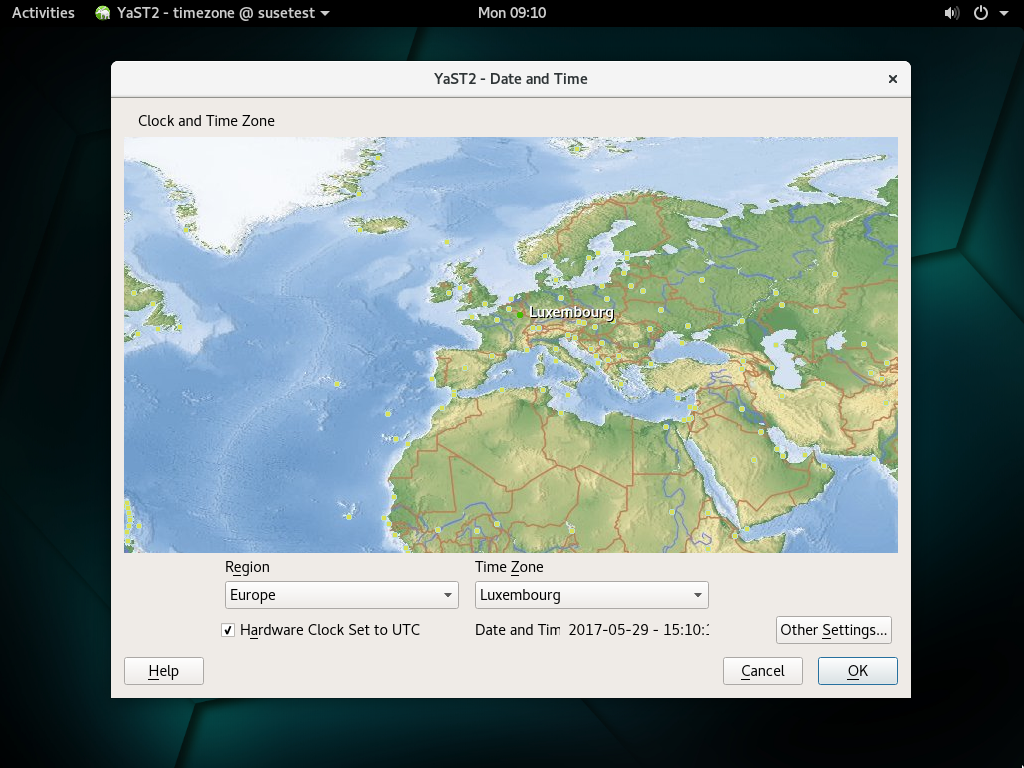 Activities YaST2 - timezone @ susetest Mon 09:10
YaST2 - Date and Time
Clock and Time Zone
Luxembourg
Region Time Zone
Europe Luxembourg
Hardware Clock Set to UTC Date and Tim 2017-05-29 - 15:10: Other Settings...
Help Cancel OK